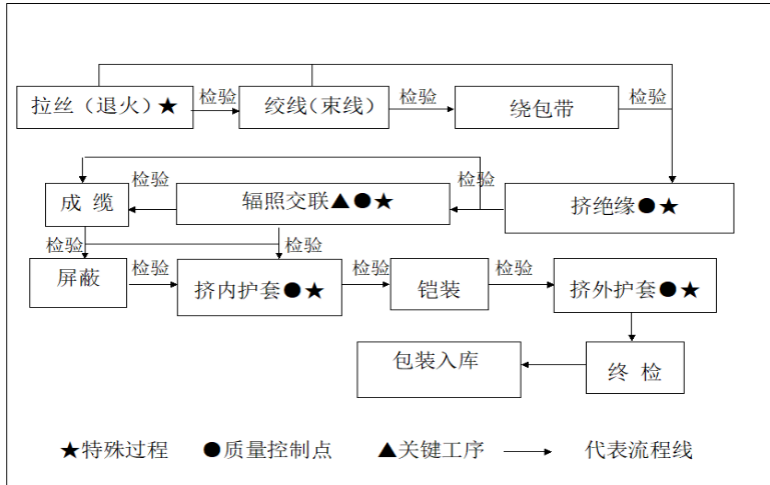 拉丝（退火）★ 检验 绞线（束线） 检验 绕包带 检验
检验 检验
成 缆 辐照交联▲●★ 挤绝缘●★
检验 检验
屏蔽 检验 挤内护套●★ 检验 铠装 检验 挤外护套●★
包装入库 终 检
★特殊过程 ●质量控制点 ▲关键工序 代表流程线